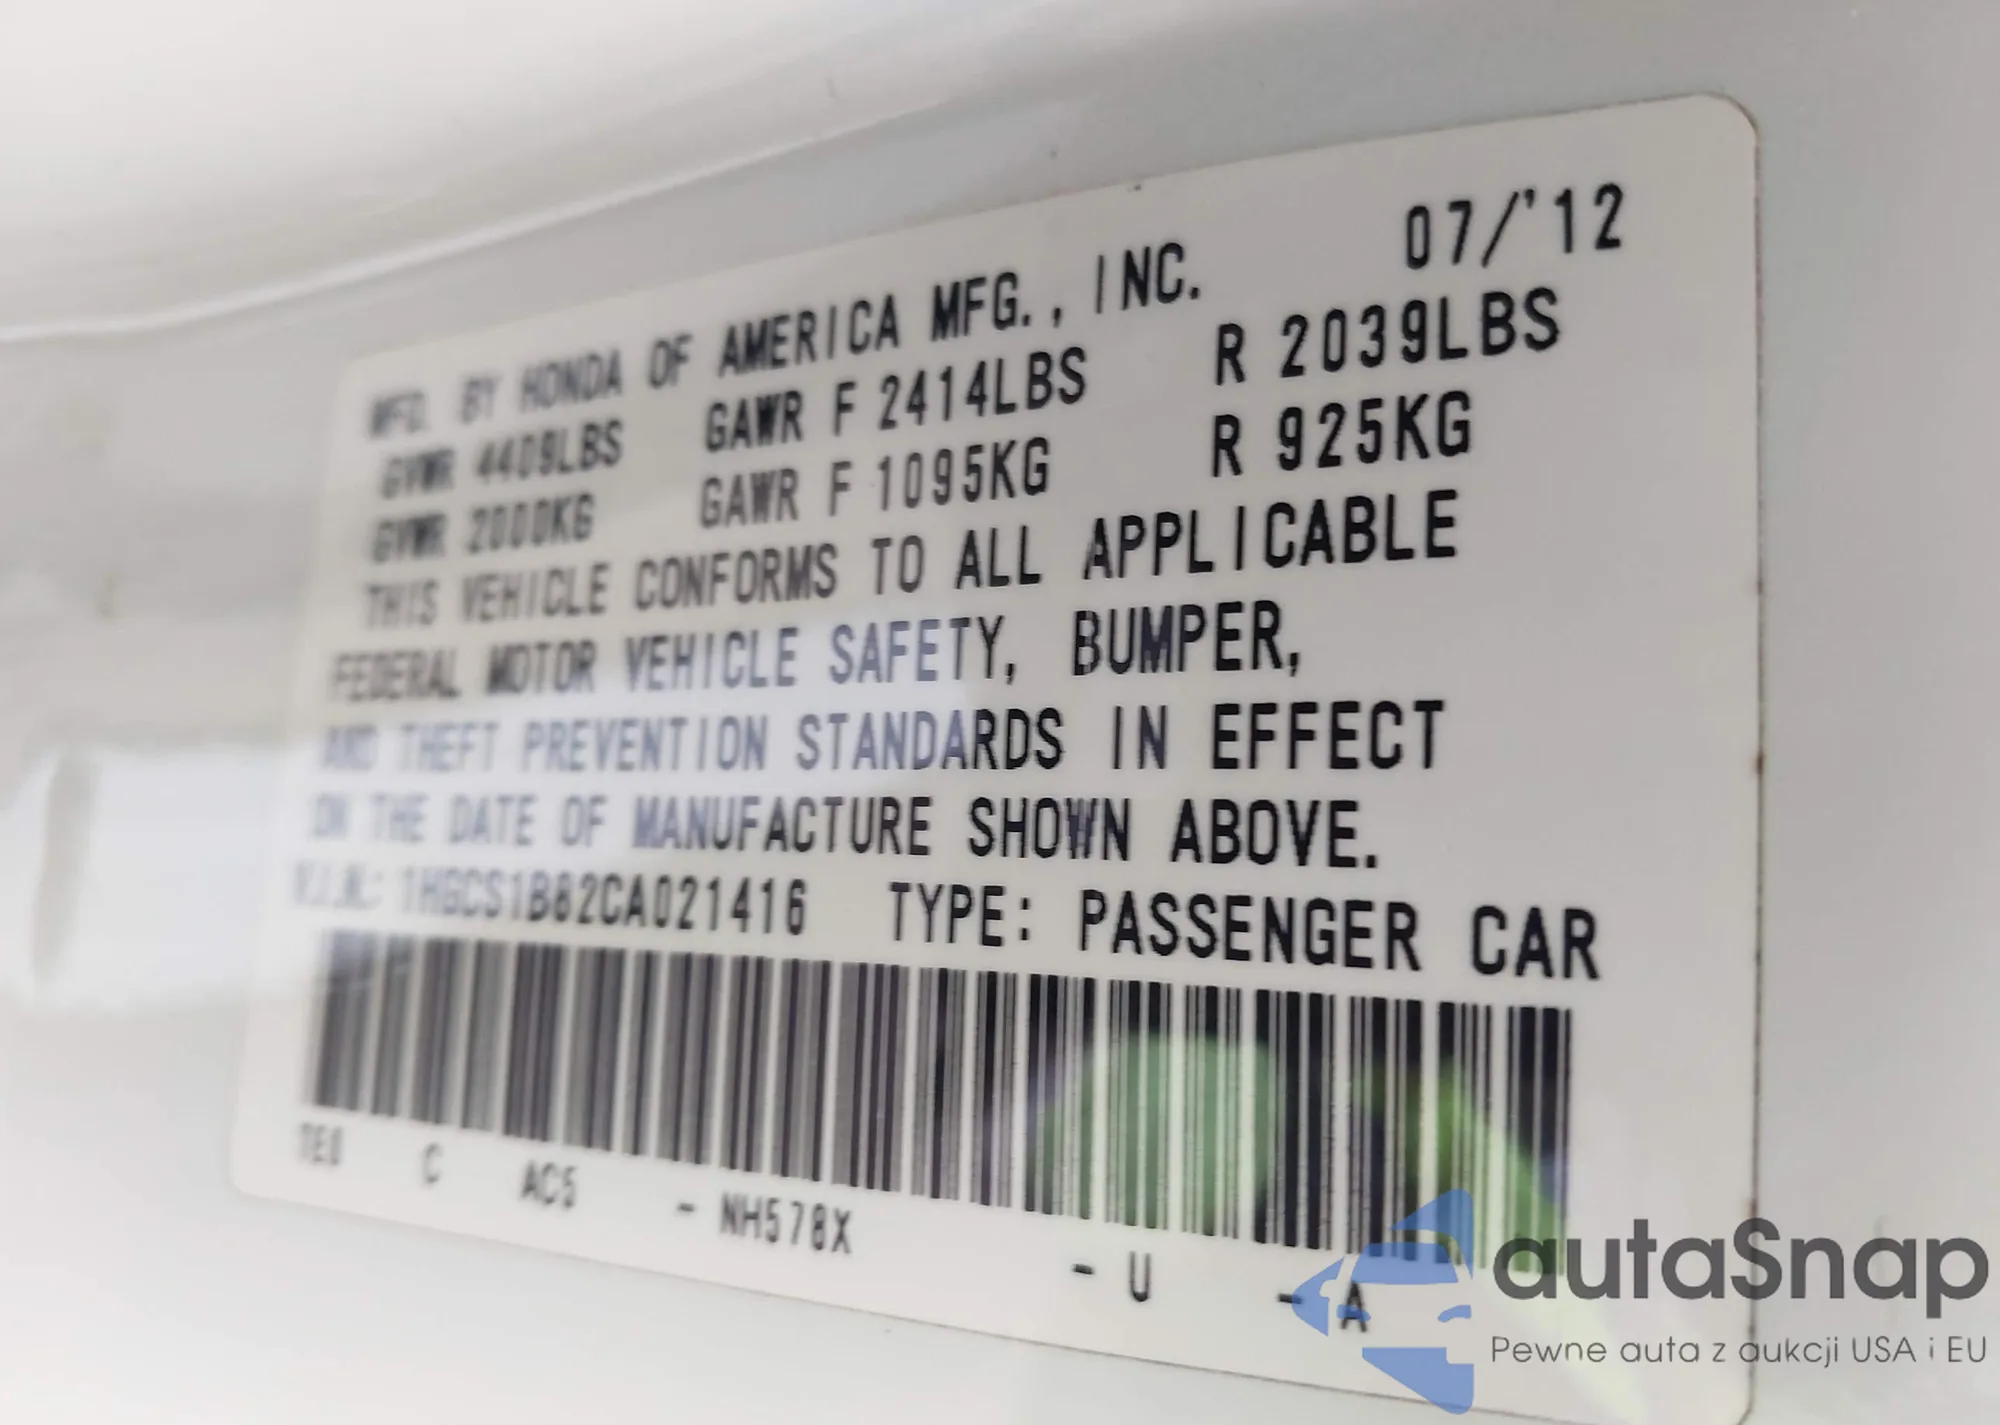 MFD. BY HONDA OF AMERICA MFG., INC. 07/'12
GVWR 4409LBS GAWR F 2414LBS R 2039LBS
GVWR 2000KG GAWR F 1095KG R 925KG
THIS VEHICLE CONFORMS TO ALL APPLICABLE
FEDERAL MOTOR VEHICLE SAFETY, BUMPER,
AND THEFT PREVENTION STANDARDS IN EFFECT
ON THE DATE OF MANUFACTURE SHOWN ABOVE.
V.I.N.: 1HGCS1B82CA021416 TYPE: PASSENGER CAR
TE0 C AC5 - NH578X - U - A
autaSnap
Pewne auta z aukcji USA i EU